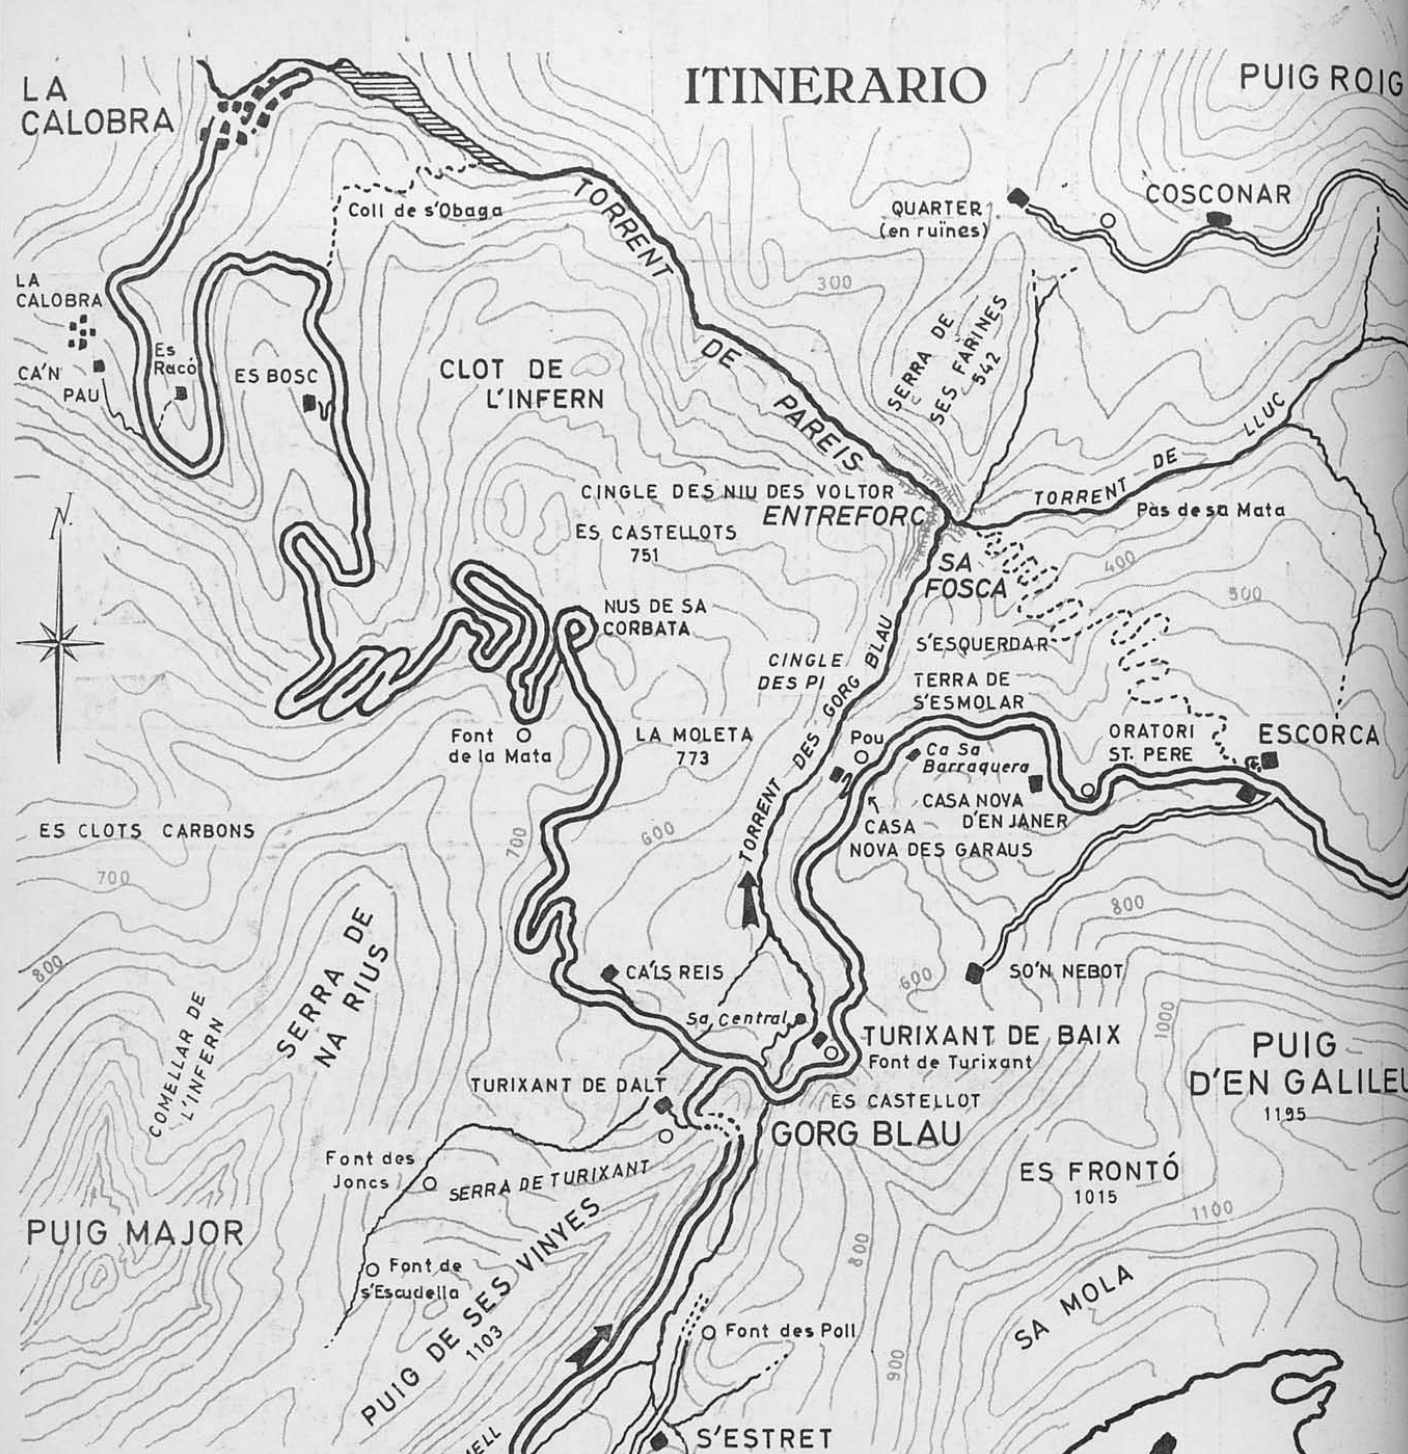 ITINERARIO
LA
CALOBRA
PUIG ROIG
COSCONAR
QUARTER
(en ruïnes)
Coll de s'Obaga
TORRENT DE PAREIS
LA
CALOBRA
CA'N
PAU
Es
Racó
ES BOSC
CLOT DE
L'INFERN
300
SERRA DE
SES FARINES
542
TORRENT DE LLUC
Pas de sa Mata
CINGLE DES NIU DES VOLTOR
ENTREFORC
ES CASTELLOTS
751
N.
SA
FOSCA
400
500
NUS DE SA
CORBATA
S'ESQUERDAR
CINGLE
DES PI
TERRA DE
S'ESMOLAR
TORRENT DES GORG BLAU
Font
de la Mata
LA MOLETA
773
Pou
Ca Sa
Barraquera
ORATORI
ST. PERE
ESCORCA
CASA NOVA
D'EN JANER
CASA
NOVA DES GARAUS
ES CLOTS CARBONS
700
700
600
800
800
SERRA DE
NA RIUS
CA'LS REIS
600
SO'N NEBOT
COMELLAR DE
L'INFERN
Sa Central
1000
TURIXANT DE BAIX
Font de Turixant
PUIG
D'EN GALILEU
1195
TURIXANT DE DALT
ES CASTELLOT
GORG BLAU
Font des
Joncs
SERRA DE TURIXANT
ES FRONTÓ
1015
PUIG MAJOR
1100
800
Font de
s'Escudella
PUIG DE SES VINYES
1103
SA MOLA
Font des Poll
900
S'ESTRET